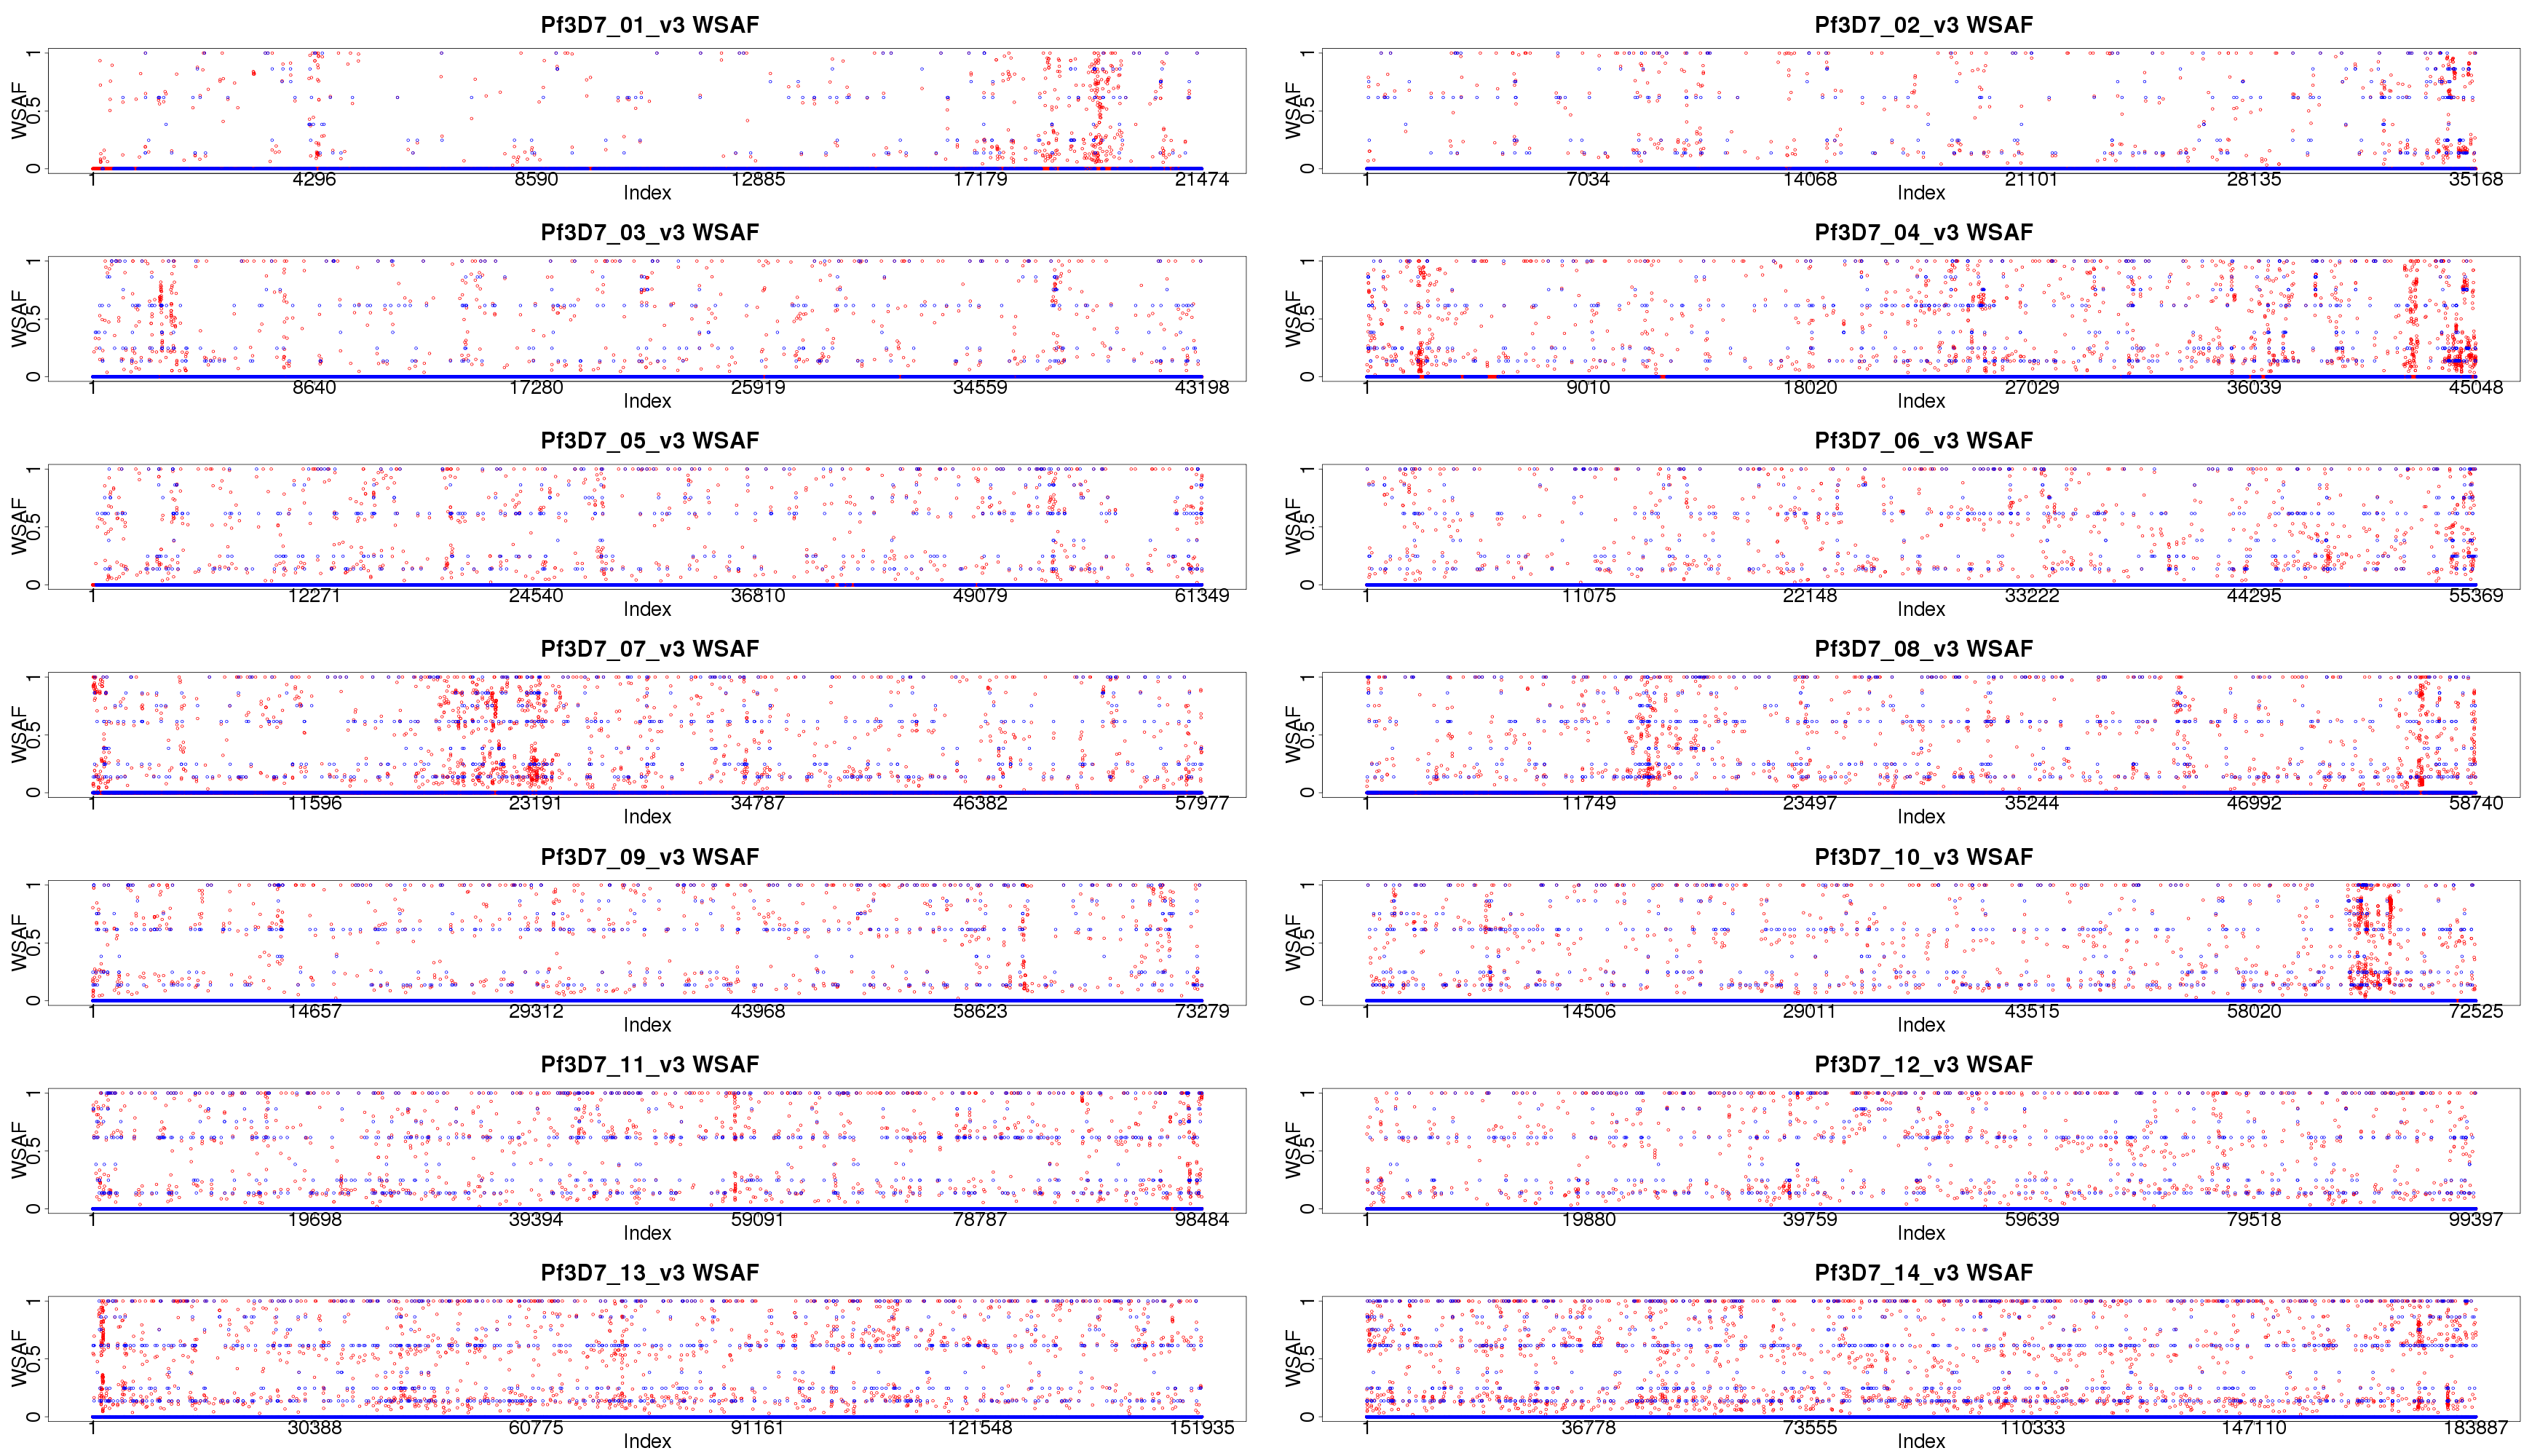 Pf3D7_01_v3 WSAF
WSAF
0 0.5 1
1 4296 8590 12885 17179 21474
Index
Pf3D7_02_v3 WSAF
WSAF
0 0.5 1
1 7034 14068 21101 28135 35168
Index
Pf3D7_03_v3 WSAF
WSAF
0 0.5 1
1 8640 17280 25919 34559 43198
Index
Pf3D7_04_v3 WSAF
WSAF
0 0.5 1
1 9010 18020 27029 36039 45048
Index
Pf3D7_05_v3 WSAF
WSAF
0 0.5 1
1 12271 24540 36810 49079 61349
Index
Pf3D7_06_v3 WSAF
WSAF
0 0.5 1
1 11075 22148 33222 44295 55369
Index
Pf3D7_07_v3 WSAF
WSAF
0 0.5 1
1 11596 23191 34787 46382 57977
Index
Pf3D7_08_v3 WSAF
WSAF
0 0.5 1
1 11749 23497 35244 46992 58740
Index
Pf3D7_09_v3 WSAF
WSAF
0 0.5 1
1 14657 29312 43968 58623 73279
Index
Pf3D7_10_v3 WSAF
WSAF
0 0.5 1
1 14506 29011 43515 58020 72525
Index
Pf3D7_11_v3 WSAF
WSAF
0 0.5 1
1 19698 39394 59091 78787 98484
Index
Pf3D7_12_v3 WSAF
WSAF
0 0.5 1
1 19880 39759 59639 79518 99397
Index
Pf3D7_13_v3 WSAF
WSAF
0 0.5 1
1 30388 60775 91161 121548 151935
Index
Pf3D7_14_v3 WSAF
WSAF
0 0.5 1
1 36778 73555 110333 147110 183887
Index